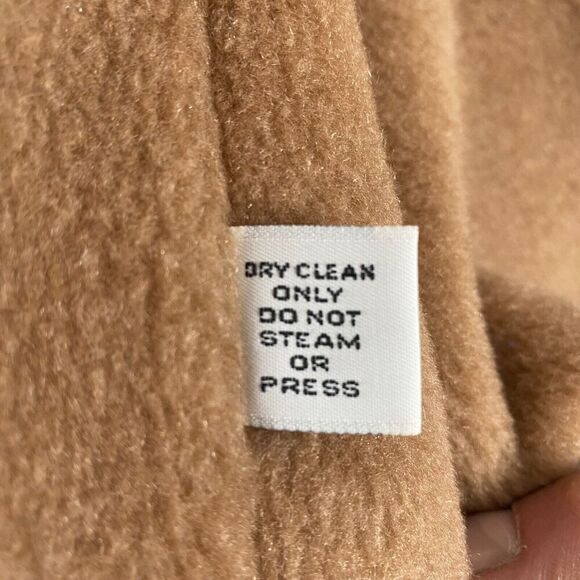 DRY CLEAN
ONLY
DO NOT
STEAM
OR
PRESS